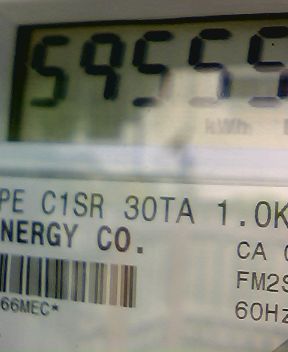 59555
kWh
PE C1SR 30TA 1.0K
NERGY CO.
CA
FM2S
66MEC*
60Hz